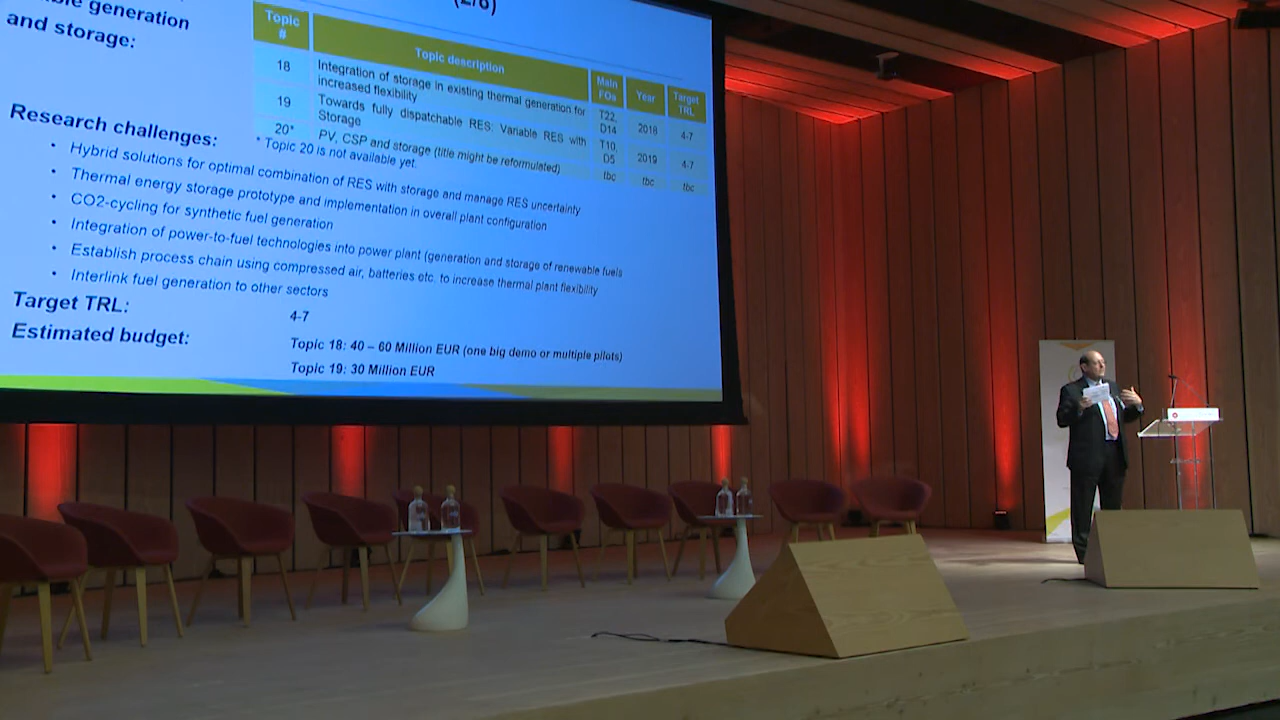 (2/6)
generation
and storage:
Topic # Topic description Main FOs Year Target TRL
18 Integration of storage in existing thermal generation for increased flexibility T22, D14 2018 4-7
19 Towards fully dispatchable RES: Variable RES with Storage T10, D5 2019 4-7
20* PV, CSP and storage (title might be reformulated) tbc tbc tbc
* Topic 20 is not available yet.
Research challenges:
• Hybrid solutions for optimal combination of RES with storage and manage RES uncertainty
• Thermal energy storage prototype and implementation in overall plant configuration
• CO2-cycling for synthetic fuel generation
• Integration of power-to-fuel technologies into power plant (generation and storage of renewable fuels
• Establish process chain using compressed air, batteries etc. to increase thermal plant flexibility
• Interlink fuel generation to other sectors
Target TRL: 4-7
Estimated budget: Topic 18: 40 – 60 Million EUR (one big demo or multiple pilots)
Topic 19: 30 Million EUR